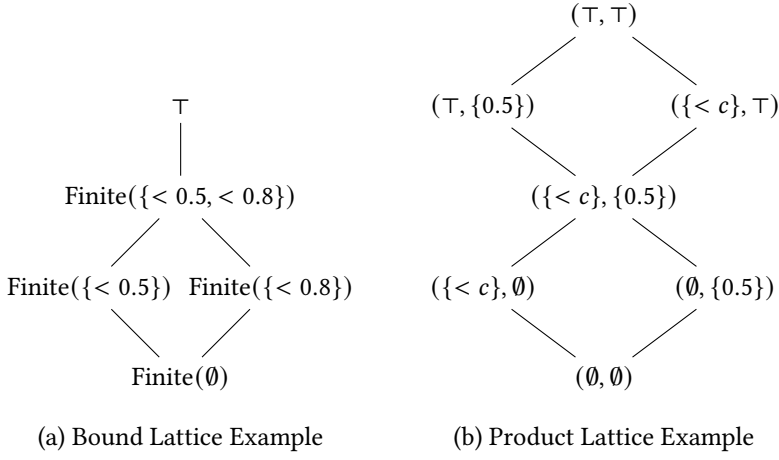 ⊤
Finite({< 0.5, < 0.8})
Finite({< 0.5}) Finite({< 0.8})
Finite(∅)
(a) Bound Lattice Example
(⊤, ⊤)
(⊤, {0.5}) ({< c}, ⊤)
({< c}, {0.5})
({< c}, ∅) (∅, {0.5})
(∅, ∅)
(b) Product Lattice Example